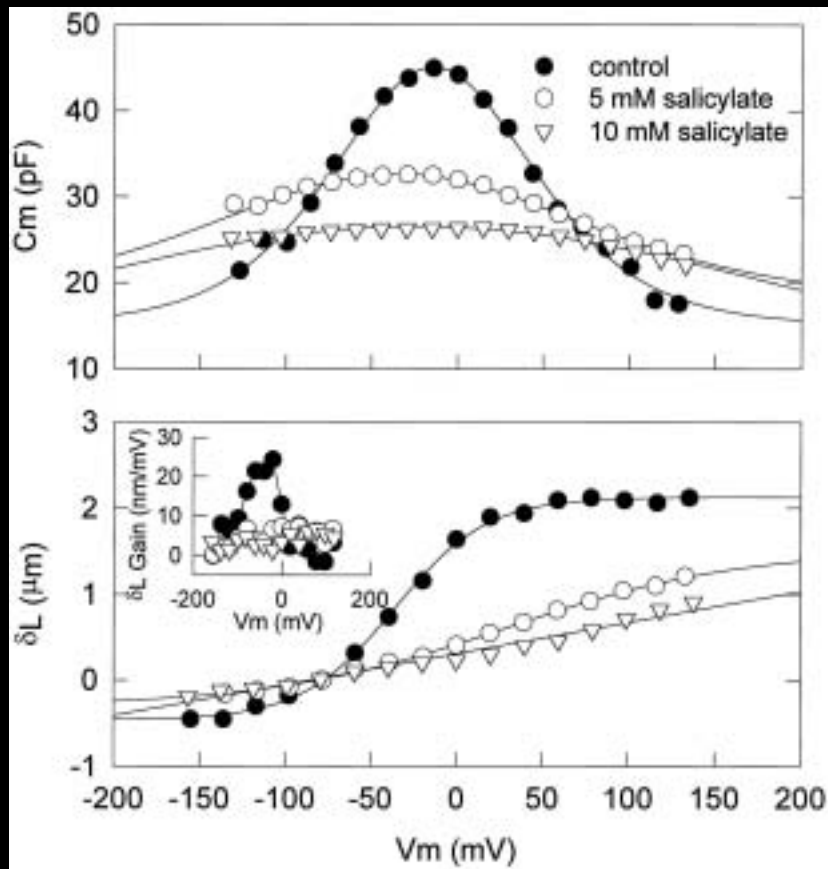 50
40
30
20
10
Cm (pF)
control
5 mM salicylate
10 mM salicylate
3
2
1
0
-1
δL (μm)
30
20
10
0
δL Gain (nm/mV)
-200 0 200
Vm (mV)
-200 -150 -100 -50 0 50 100 150 200
Vm (mV)